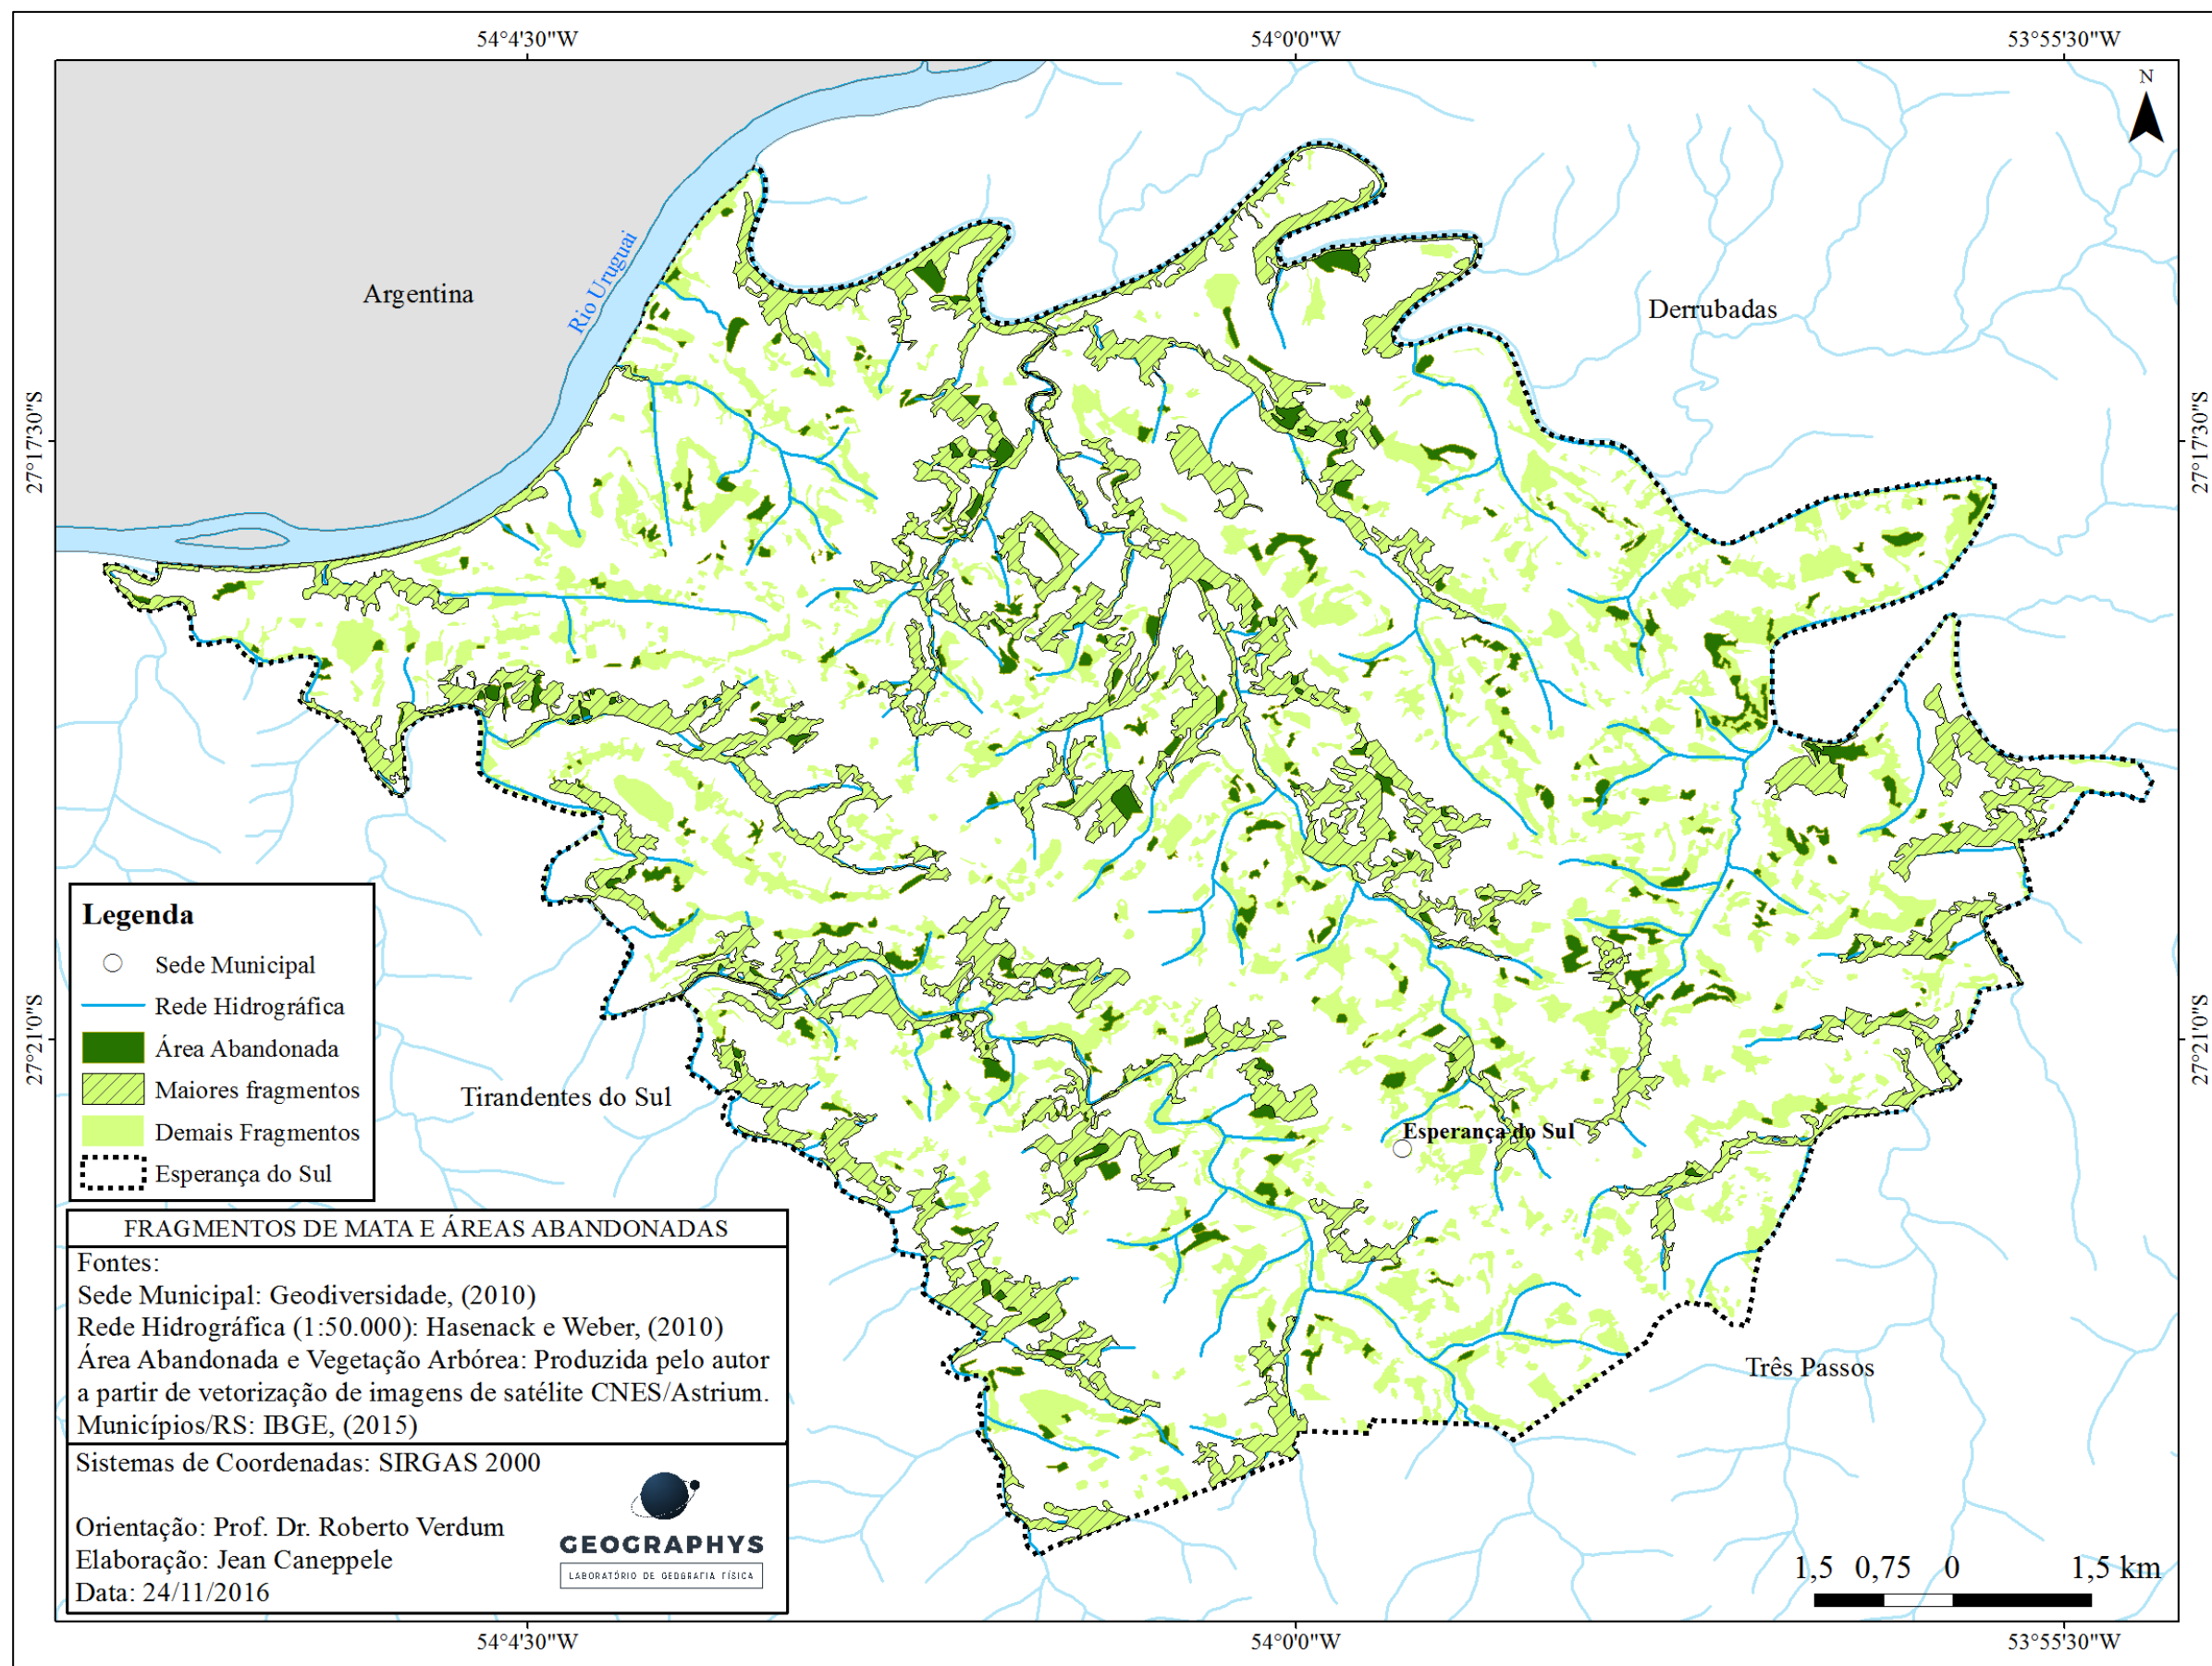 54°4'30"W
54°0'0"W
53°55'30"W
N
Argentina
Rio Uruguai
Derrubadas
27°17'30"S
27°17'30"S
Legenda
Sede Municipal
Rede Hidrográfica
Área Abandonada
Maiores fragmentos
Demais Fragmentos
Esperança do Sul
27°21'0"S
27°21'0"S
Tirandentes do Sul
Esperança do Sul
Três Passos
FRAGMENTOS DE MATA E ÁREAS ABANDONADAS
Fontes:
Sede Municipal: Geodiversidade, (2010)
Rede Hidrográfica (1:50.000): Hasenack e Weber, (2010)
Área Abandonada e Vegetação Arbórea: Produzida pelo autor
a partir de vetorização de imagens de satélite CNES/Astrium.
Municípios/RS: IBGE, (2015)
Sistemas de Coordenadas: SIRGAS 2000
Orientação: Prof. Dr. Roberto Verdum
Elaboração: Jean Caneppele
Data: 24/11/2016
GEOGRAPHYS
LABORATÓRIO DE GEOGRAFIA FÍSICA
1,5 0,75 0 1,5 km
54°4'30"W
54°0'0"W
53°55'30"W